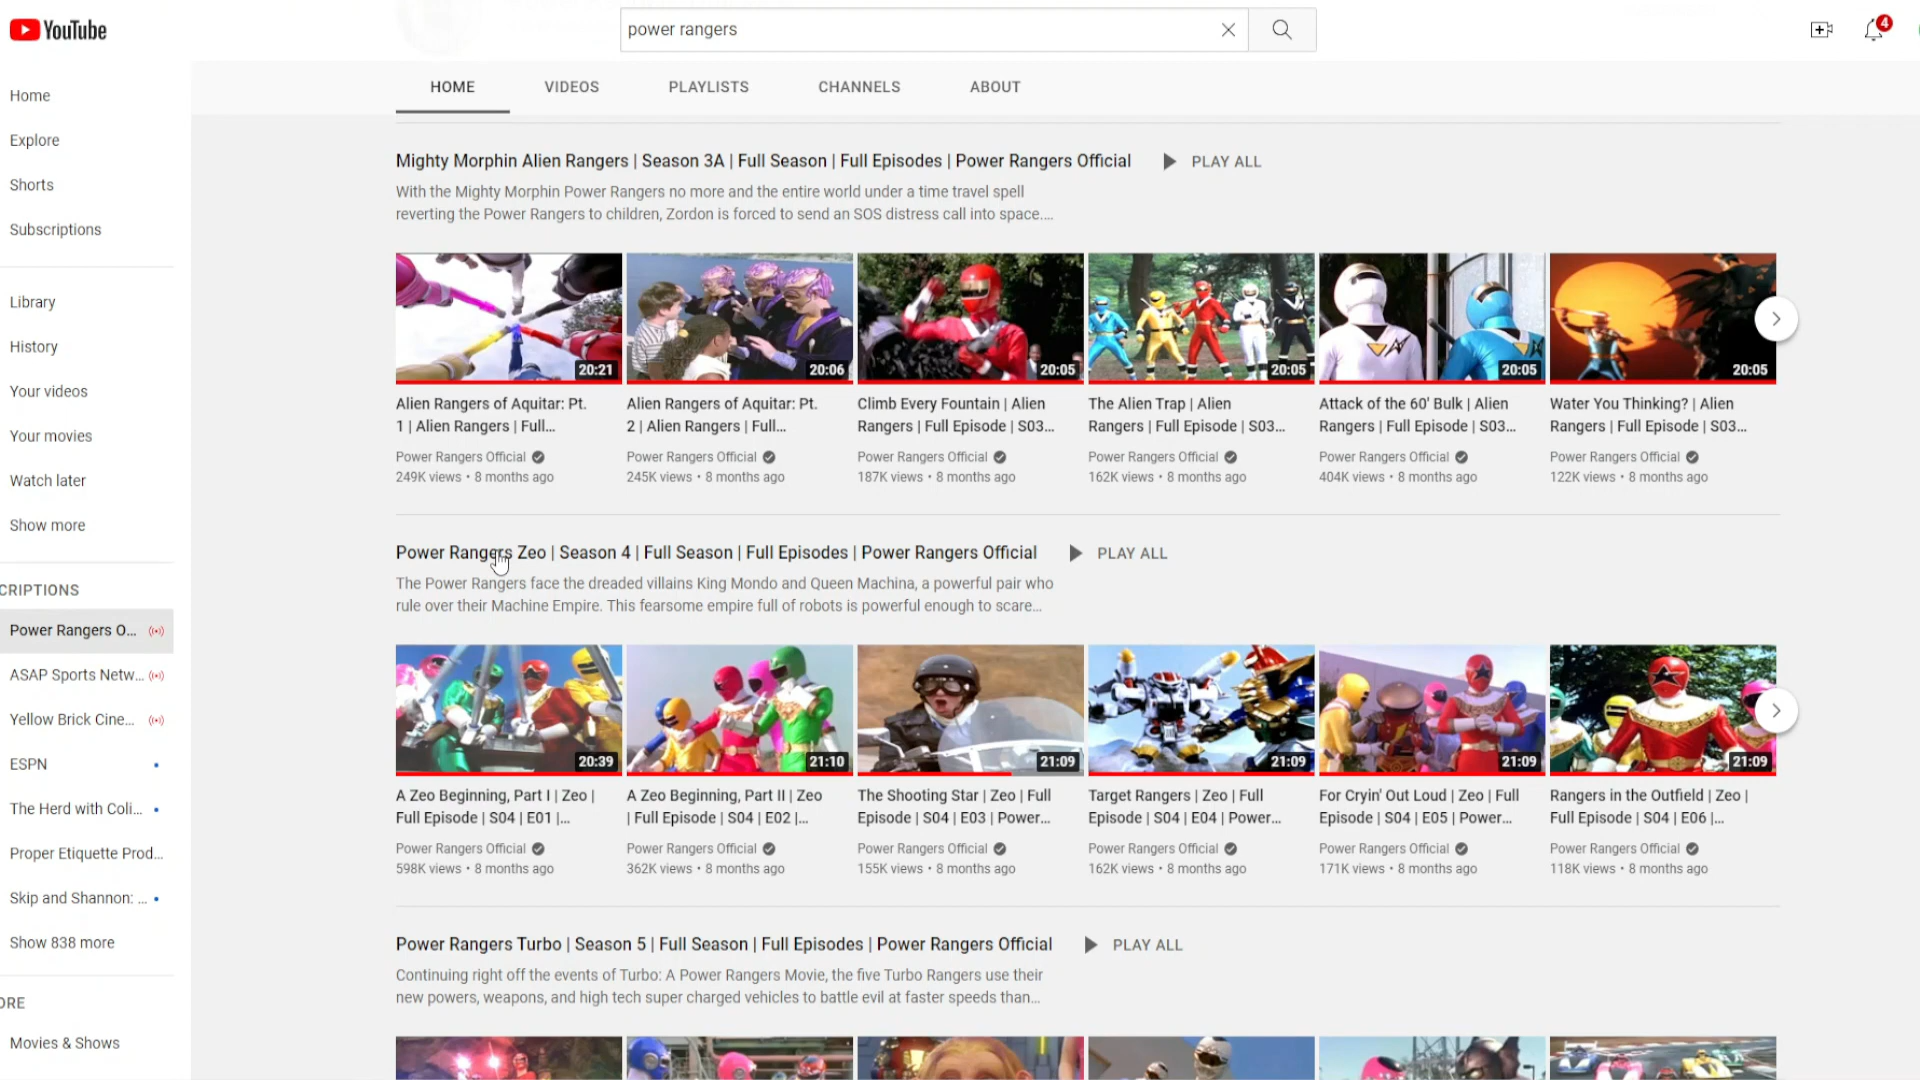 YouTube
power rangers
4
Home
Explore
Shorts
Subscriptions
Library
History
Your videos
Your movies
Watch later
Show more
CRIPTIONS
Power Rangers O...
ASAP Sports Netw...
Yellow Brick Cine...
ESPN
The Herd with Coli...
Proper Etiquette Prod...
Skip and Shannon: ...
Show 838 more
ORE
Movies & Shows
HOME VIDEOS PLAYLISTS CHANNELS ABOUT
Mighty Morphin Alien Rangers | Season 3A | Full Season | Full Episodes | Power Rangers Official PLAY ALL
With the Mighty Morphin Power Rangers no more and the entire world under a time travel spell
reverting the Power Rangers to children, Zordon is forced to send an SOS distress call into space....
20:21
Alien Rangers of Aquitar: Pt.
1 | Alien Rangers | Full...
Power Rangers Official
249K views • 8 months ago
20:06
Alien Rangers of Aquitar: Pt.
2 | Alien Rangers | Full...
Power Rangers Official
245K views • 8 months ago
20:05
Climb Every Fountain | Alien
Rangers | Full Episode | S03...
Power Rangers Official
187K views • 8 months ago
20:05
The Alien Trap | Alien
Rangers | Full Episode | S03...
Power Rangers Official
162K views • 8 months ago
20:05
Attack of the 60' Bulk | Alien
Rangers | Full Episode | S03...
Power Rangers Official
404K views • 8 months ago
20:05
Water You Thinking? | Alien
Rangers | Full Episode | S03...
Power Rangers Official
122K views • 8 months ago
Power Rangers Zeo | Season 4 | Full Season | Full Episodes | Power Rangers Official PLAY ALL
The Power Rangers face the dreaded villains King Mondo and Queen Machina, a powerful pair who
rule over their Machine Empire. This fearsome empire full of robots is powerful enough to scare...
20:39
A Zeo Beginning, Part I | Zeo |
Full Episode | S04 | E01 |...
Power Rangers Official
598K views • 8 months ago
21:10
A Zeo Beginning, Part II | Zeo
| Full Episode | S04 | E02 |...
Power Rangers Official
362K views • 8 months ago
21:09
The Shooting Star | Zeo | Full
Episode | S04 | E03 | Power...
Power Rangers Official
155K views • 8 months ago
21:09
Target Rangers | Zeo | Full
Episode | S04 | E04 | Power...
Power Rangers Official
162K views • 8 months ago
21:09
For Cryin' Out Loud | Zeo | Full
Episode | S04 | E05 | Power...
Power Rangers Official
171K views • 8 months ago
21:09
Rangers in the Outfield | Zeo |
Full Episode | S04 | E06 |...
Power Rangers Official
118K views • 8 months ago
Power Rangers Turbo | Season 5 | Full Season | Full Episodes | Power Rangers Official PLAY ALL
Continuing right off the events of Turbo: A Power Rangers Movie, the five Turbo Rangers use their
new powers, weapons, and high tech super charged vehicles to battle evil at faster speeds than...